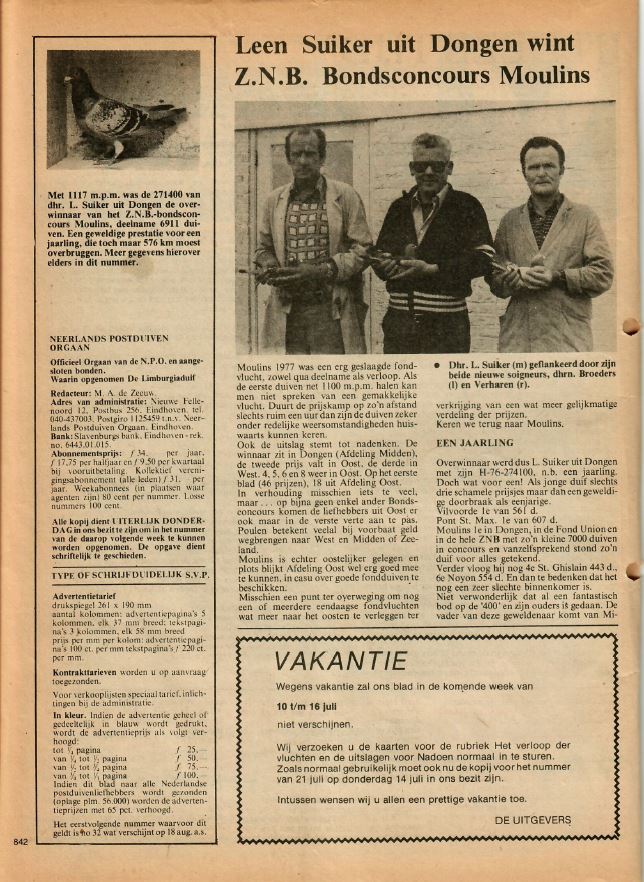 Leen Suiker uit Dongen wint
Z.N.B. Bondsconcours Moulins
Met 1117 m.p.m. was de 271400 van
dhr. L. Suiker uit Dongen de over-
winnaar van het Z.N.B.-bondscon-
cours Moulins, deelname 6911 dui-
ven. Een geweldige prestatie voor een
jaarling, die toch maar 576 km moest
overbruggen. Meer gegevens hierover
elders in dit nummer.
NEERLANDS POSTDUIVEN
ORGAAN
Officieel Orgaan van de N.P.O. en aange-
sloten bonden.
Waarin opgenomen De Limburgiaduif
Redacteur: M. A. de Zeeuw.
Adres van administratie: Nieuwe Felle-
noord 12, Postbus 256, Eindhoven, tel.
040-437003. Postgiro 1125459 t.n.v. Neer-
lands Postduiven Orgaan, Eindhoven.
Bank: Slavenburgs bank, Eindhoven - rek.
no. 6443.01.015.
Abonnementsprijs: ƒ 34,- per jaar,
ƒ 17,75 per halfjaar en ƒ 9,50 per kwartaal
bij vooruitbetaling. Kollektief vereni-
gingsabonnement (alle leden) ƒ 31,- per
jaar. Weekabonnees (in plaatsen waar
agenten zijn) 80 cent per nummer. Losse
nummers 100 cent.
Alle kopij dient UITERLIJK DONDER-
DAG in ons bezit te zijn om in het nummer
van de daarop volgende week te kunnen
worden opgenomen. De opgave dient
schriftelijk te geschieden.
TYPE OF SCHRIJF DUIDELIJK S.V.P.
Advertentietarief
drukspiegel 261 x 190 mm
aantal kolommen: advertentiepagina's 5
kolommen, elk 37 mm breed; tekstpagi-
na's 3 kolommen, elk 58 mm breed
prijs per mm per kolom: advertentiepagi-
na's 100 ct. per mm tekstpagina's / 220 ct.
per mm.
Kontrakttarieven worden u op aanvraag
toegezonden.
Voor verkooplijsten speciaal tarief, inlich-
tingen bij de administratie.
In kleur. Indien de advertentie geheel of
gedeeltelijk in blauw wordt gedrukt,
wordt de advertentieprijs als volgt ver-
hoogd:
tot ¼ pagina ƒ 25,—
van ¼ tot ½ pagina ƒ 50,—
van ½ tot ¾ pagina ƒ 75,—
van ¾ tot ¹/₁ pagina ƒ 100,—
Indien dit blad naar alle Nederlandse
postduivenliefhebbers wordt gezonden
(oplage plm. 56.000) worden de adverten-
tieprijzen met 65 pct. verhoogd.
Het eerstvolgende nummer waarvoor dit
geldt is no 32 wat verschijnt op 18 aug. a.s.
842
Moulins 1977 was een erg geslaagde fond-
vlucht, zowel qua deelname als verloop. Als
de eerste duiven net 1100 m.p.m. halen kan
men niet spreken van een gemakkelijke
vlucht. Duurt de prijskamp op zo'n afstand
slechts ruim een uur dan zijn de duiven zeker
onder redelijke weersomstandigheden huis-
waarts kunnen keren.
Ook de uitslag stemt tot nadenken. De
winnaar zit in Dongen (Afdeling Midden),
de tweede prijs valt in Oost, de derde in
West. 4, 5, 6 en 8 weer in Oost. Op het eerste
blad (46 prijzen), 18 uit Afdeling Oost.
In verhouding misschien iets te veel,
maar ... op bijna geen enkel ander Bonds-
concours komen de liefhebbers uit Oost er
ook maar in de verste verte aan te pas.
Poulen betekent veelal bij voorbaat geld
wegbrengen naar West en Midden of Zee-
land.
Moulins is echter oostelijker gelegen en
plots blijkt Afdeling Oost wel erg goed mee
te kunnen, in casu over goede fondduiven te
beschikken.
Misschien een punt ter overweging om nog
een of meerdere eendaagse fondvluchten
wat meer naar het oosten te verleggen ter
• Dhr. L. Suiker (m) geflankeerd door zijn
beide nieuwe soigneurs, dhrn. Broeders
(l) en Verharen (r).
verkrijging van een wat meer gelijkmatige
verdeling der prijzen.
Keren we terug naar Moulins.
EEN JAARLING
Overwinnaar werd dus L. Suiker uit Dongen
met zijn H-76-274100, n.b. een jaarling.
Doch wat voor een! Als jonge duif slechts
drie schamele prijsjes maar dan een geweldi-
ge doorbraak als eenjarige.
Vilvoorde 1e van 561 d.
Pont St. Max. 1e van 607 d.
Moulins 1e in Dongen, in de Fond Unie en
in de hele ZNB met zo'n kleine 7000 duiven
in concours en vanzelfsprekend stond zo'n
duif voor alles getekend.
Verder vloog hij nog 4e St. Ghislain 443 d.,
6e Noyon 554 d. En dan te bedenken dat het
nog een zeer slechte binnenkomer is.
Niet verwonderlijk dat al een fantastisch
bod op de '400' en zijn ouders is gedaan. De
vader van deze geweldenaar komt van Mi-
VAKANTIE
Wegens vakantie zal ons blad in de komende week van
10 t/m 16 juli
niet verschijnen.
Wij verzoeken u de kaarten voor de rubriek Het verloop der
vluchten en de uitslagen voor Nadoen normaal in te sturen.
Zoals normaal gebruikelijk moet ook nu de kopij voor het nummer
van 21 juli op donderdag 14 juli in ons bezit zijn.
Intussen wensen wij u allen een prettige vakantie toe.
DE UITGEVERS